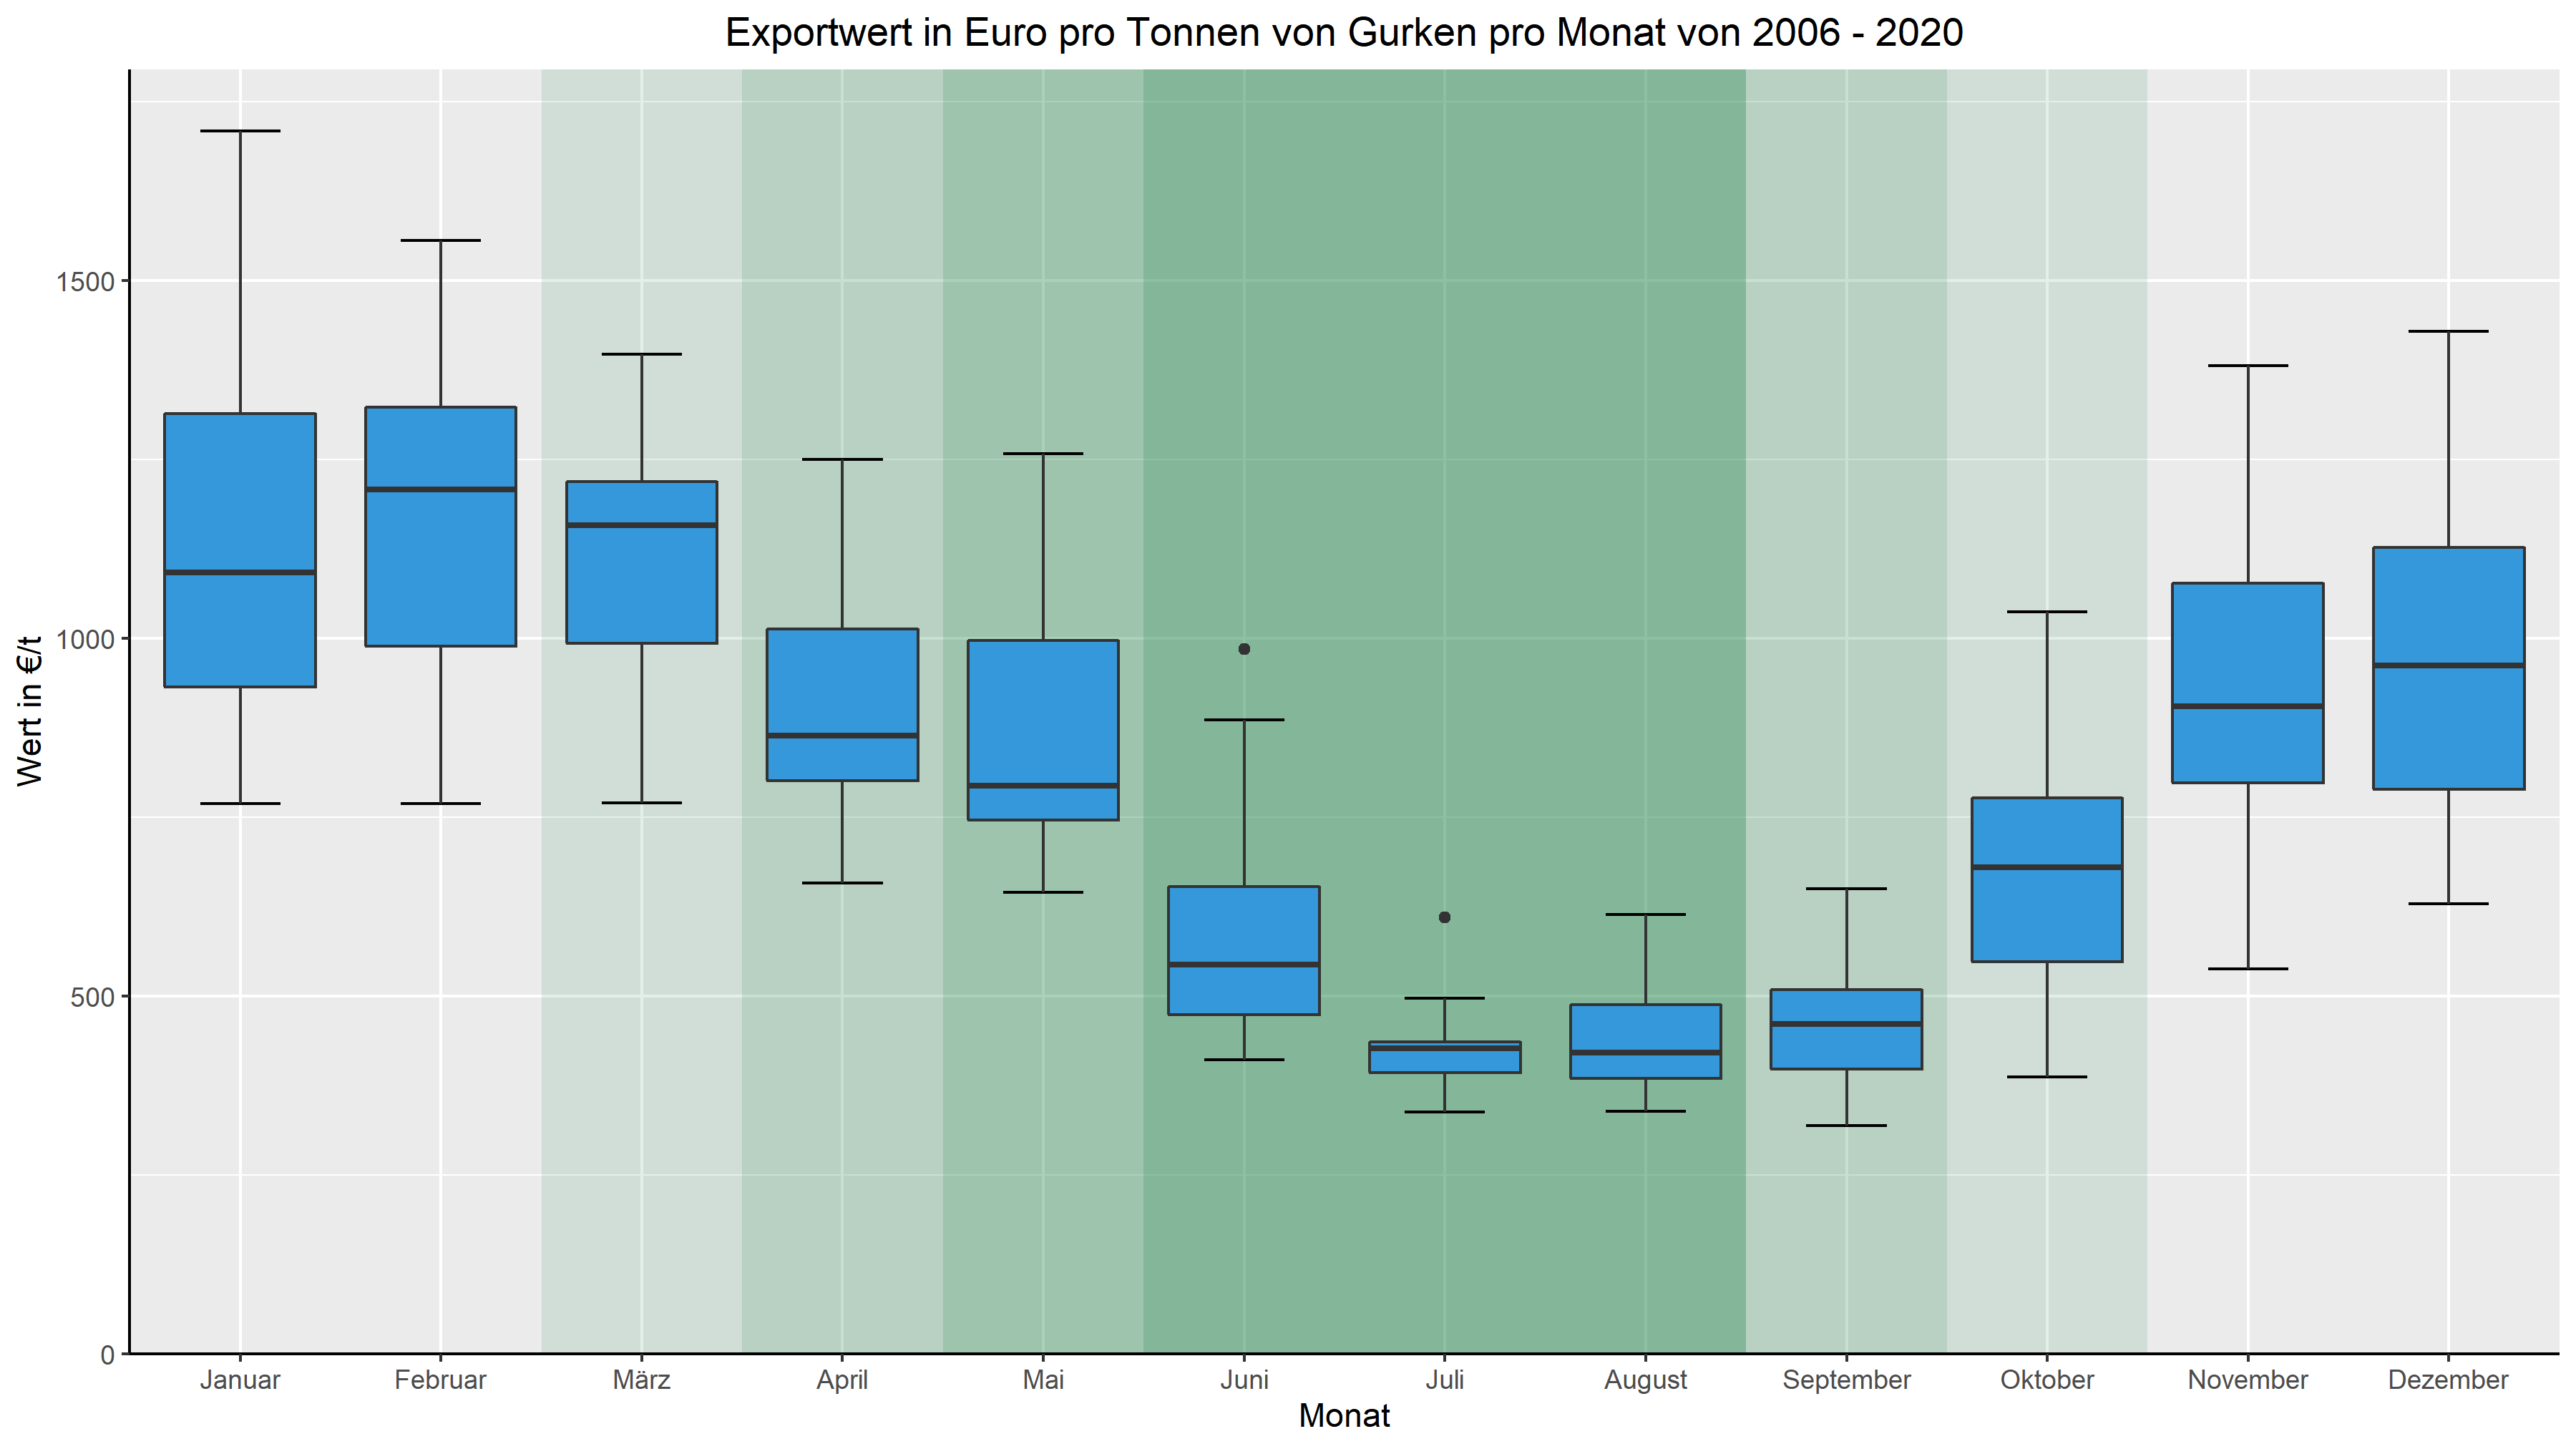 Exportwert in Euro pro Tonnen von Gurken pro Monat von 2006 - 2020
Wert in €/t
1500
1000
500
0
Januar Februar März April Mai Juni Juli August September Oktober November Dezember
Monat